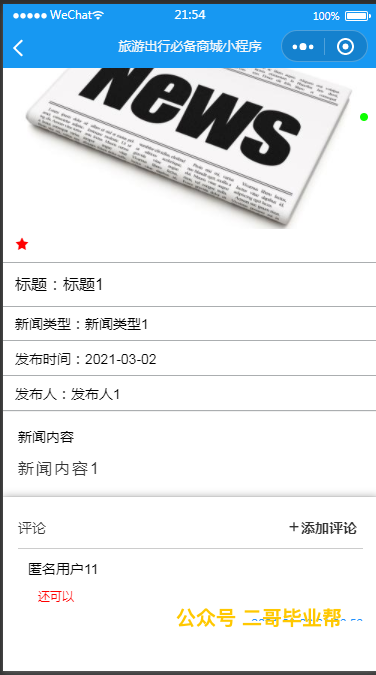 WeChat 21:54 100%
旅游出行必备商城小程序
News
标题：标题1
新闻类型：新闻类型1
发布时间：2021-03-02
发布人：发布人1
新闻内容
新闻内容1
评论 +添加评论
匿名用户11
还可以
公众号 二哥毕业帮